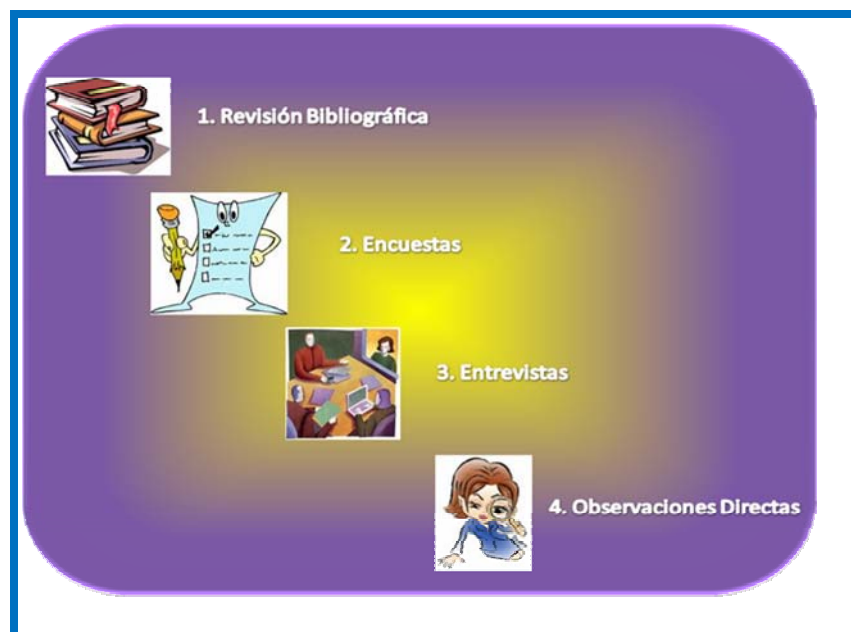 1. Revisión Bibliográfica
2. Encuestas
3. Entrevistas
4. Observaciones Directas